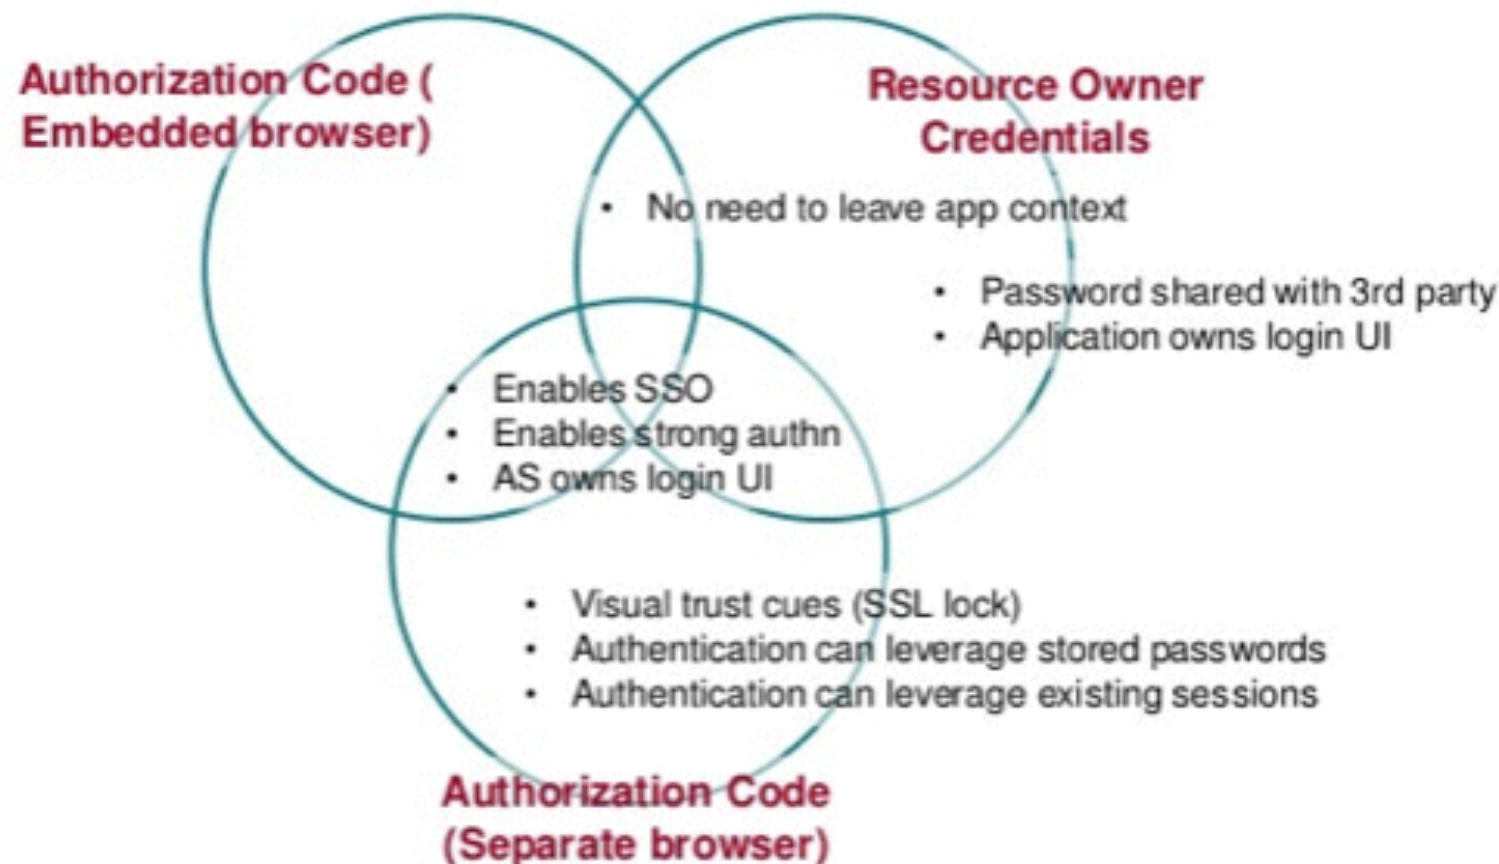 Authorization Code (
Embedded browser)
Resource Owner
Credentials
• No need to leave app context
• Password shared with 3rd party
• Application owns login UI
• Enables SSO
• Enables strong authn
• AS owns login UI
• Visual trust cues (SSL lock)
• Authentication can leverage stored passwords
• Authentication can leverage existing sessions
Authorization Code
(Separate browser)